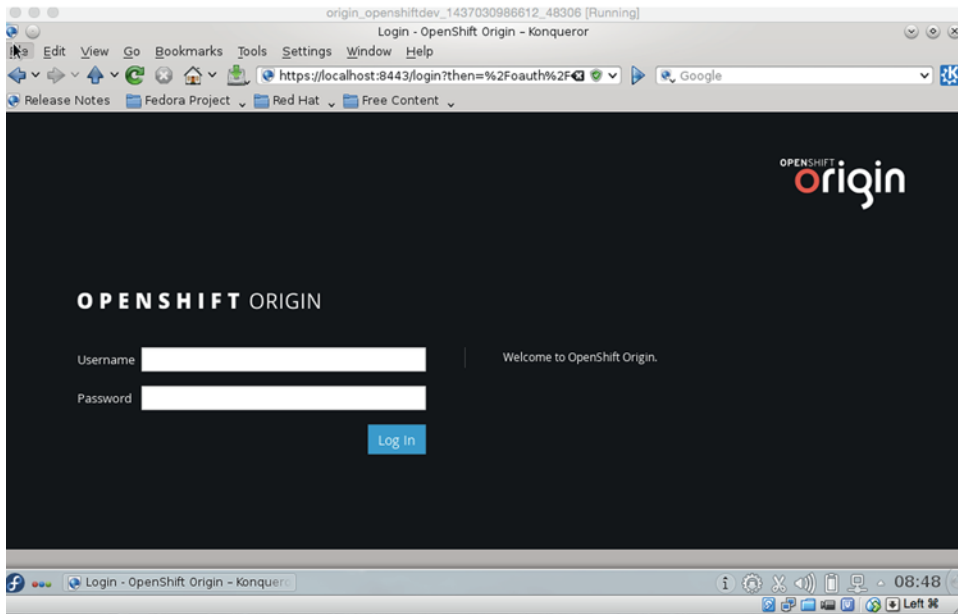 origin_openshiftdev_1437030986612_48306 [Running]
Login - OpenShift Origin – Konqueror
Edit View Go Bookmarks Tools Settings Window Help
https://localhost:8443/login?then=%2Foauth%2F Google
Release Notes Fedora Project Red Hat Free Content
OPENSHIFT
origin
OPENSHIFT ORIGIN
Username
Welcome to OpenShift Origin.
Password
Log In
Login - OpenShift Origin – Konquero
08:48
Left ⌘